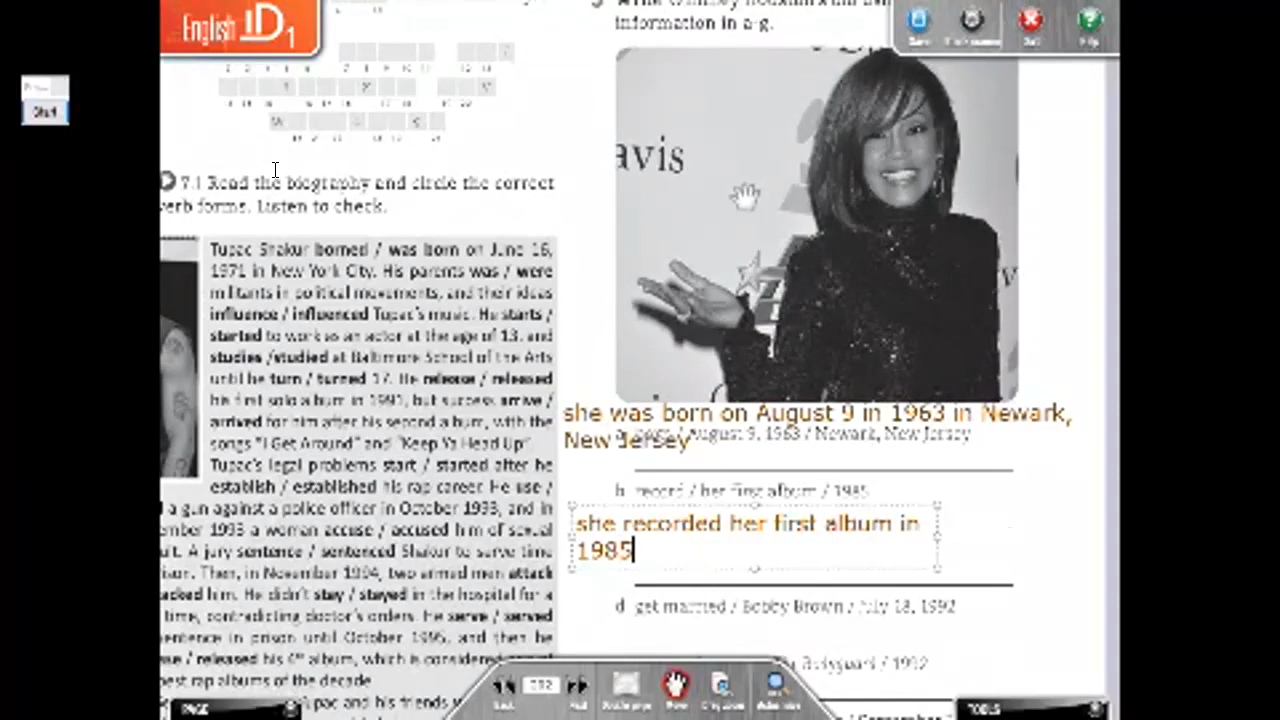 English ID 1
information in a-g.
Start
avis
7.1 Read the biography and circle the correct
verb forms. Listen to check.
Tupac Shakur borned / was born on June 16,
1971 in New York City. His parents was / were
militants in political movements, and their ideas
influence / influenced Tupac's music. He starts /
started to work as an actor at the age of 13, and
studies /studied at Baltimore School of the Arts
until he turn / turned 17. He release / released
his first solo album in 1991, but success arrive /
arrived for him after his second album, with the
songs "I Get Around" and "Keep Ya Head Up"
Tupac's legal problems start / started after he
establish / established his rap career. He use /
a gun against a police officer in October 1993, and in
1993 a woman accuse / accused him of sexual
A jury sentence / sentenced Shakur to serve time
Then, in November 1994, two armed men attack
him. He didn't stay / stayed in the hospital for a
time, contradicting doctor's orders. He serve / served
sentence in prison until October 1995, and then he
/ released his 4th album, which is considered
best rap albums of the decade
and his friends
she was born on August 9 in 1963 in Newark,
New Jersey
/ August 9, 1963 / Newark, New Jersey
b record / her first album / 1985
she recorded her first album in
1985
d get married / Bobby Brown / July 18, 1992
Bodyguard / 1992
Back
Move
Help
PAGE
TOOLS